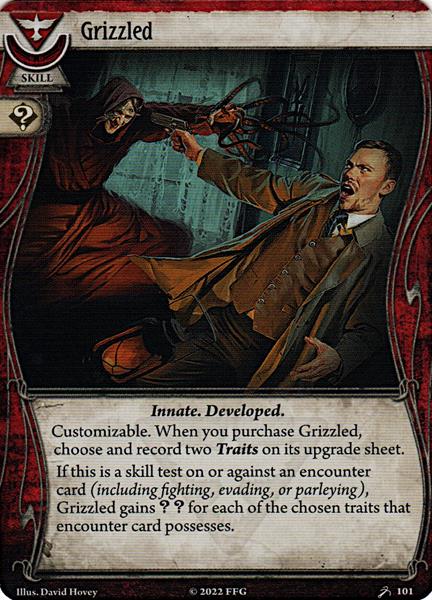 Grizzled
SKILL
?
Innate. Developed.
Customizable. When you purchase Grizzled,
choose and record two Traits on its upgrade sheet.
If this is a skill test on or against an encounter
card (including fighting, evading, or parleying),
Grizzled gains ? ? for each of the chosen traits that
encounter card possesses.
Illus. David Hovey © 2022 FFG 101